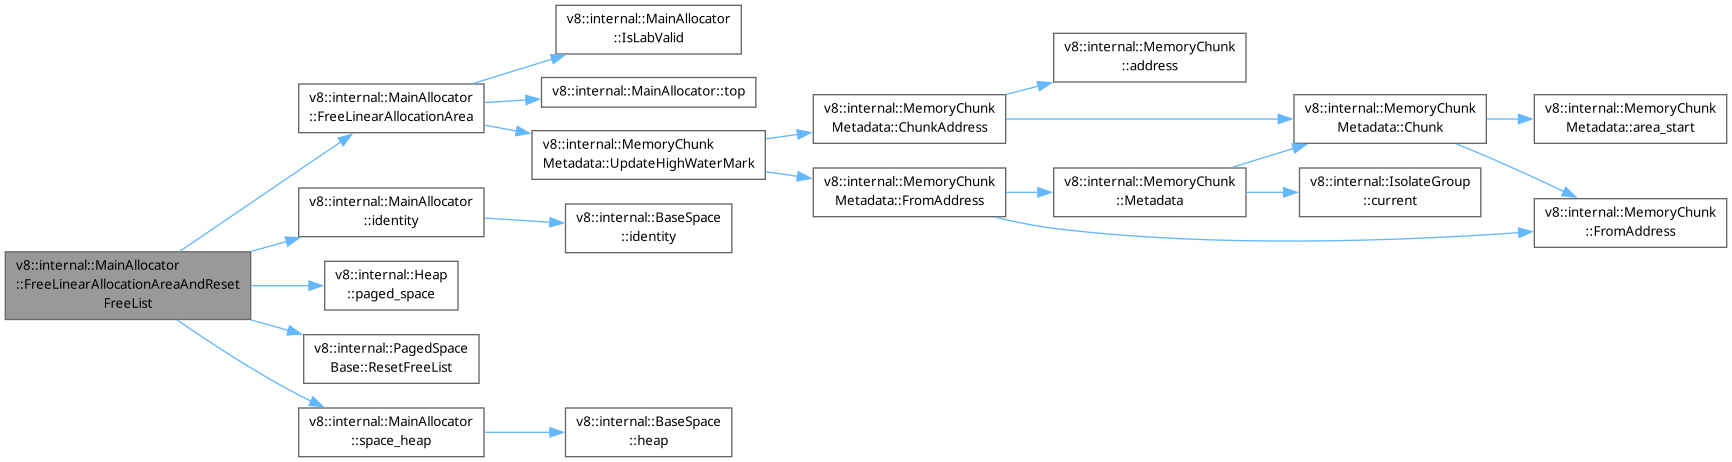 v8::internal::MainAllocator
::FreeLinearAllocationAreaAndReset
FreeList
v8::internal::MainAllocator
::FreeLinearAllocationArea
v8::internal::MainAllocator
::IsLabValid
v8::internal::MainAllocator::top
v8::internal::MemoryChunk
Metadata::UpdateHighWaterMark
v8::internal::MemoryChunk
Metadata::ChunkAddress
v8::internal::MemoryChunk
::address
v8::internal::MemoryChunk
Metadata::Chunk
v8::internal::MemoryChunk
Metadata::area_start
v8::internal::MemoryChunk
::FromAddress
v8::internal::MemoryChunk
Metadata::FromAddress
v8::internal::MemoryChunk
::Metadata
v8::internal::IsolateGroup
::current
v8::internal::MainAllocator
::identity
v8::internal::BaseSpace
::identity
v8::internal::Heap
::paged_space
v8::internal::PagedSpace
Base::ResetFreeList
v8::internal::MainAllocator
::space_heap
v8::internal::BaseSpace
::heap